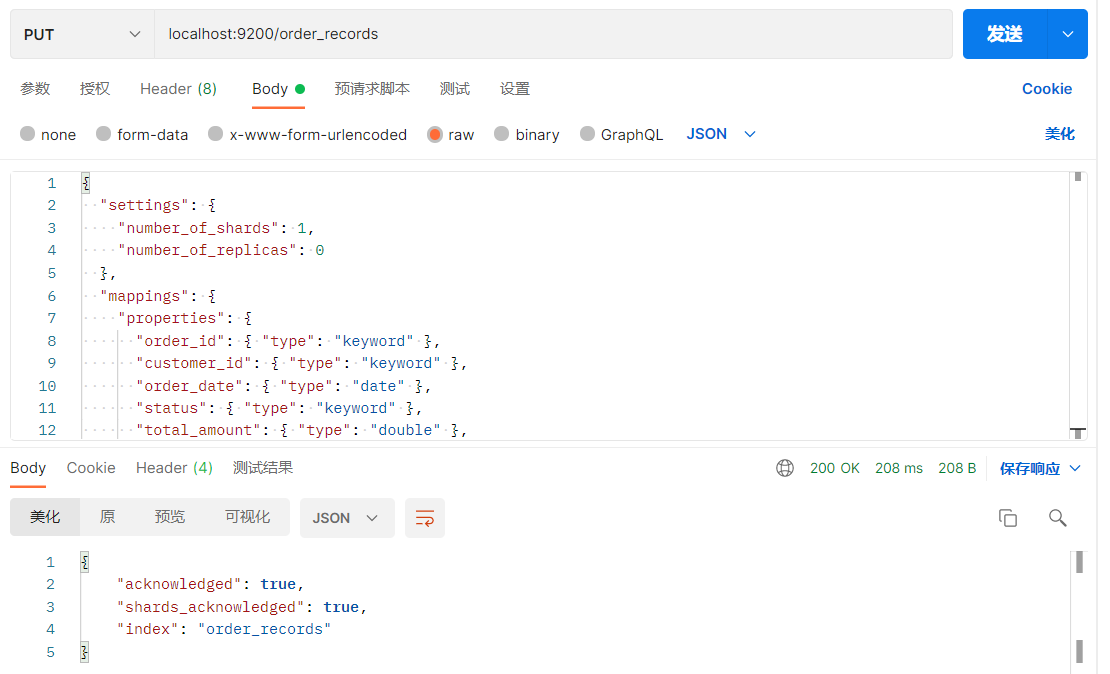 PUT localhost:9200/order_records 发送
参数 授权 Header (8) Body 预请求脚本 测试 设置 Cookie
none form-data x-www-form-urlencoded raw binary GraphQL JSON 美化
1 {
2 "settings": {
3 "number_of_shards": 1,
4 "number_of_replicas": 0
5 },
6 "mappings": {
7 "properties": {
8 "order_id": { "type": "keyword" },
9 "customer_id": { "type": "keyword" },
10 "order_date": { "type": "date" },
11 "status": { "type": "keyword" },
12 "total_amount": { "type": "double" },
Body Cookie Header (4) 测试结果 200 OK 208 ms 208 B 保存响应
美化 原 预览 可视化 JSON
1 {
2 "acknowledged": true,
3 "shards_acknowledged": true,
4 "index": "order_records"
5 }